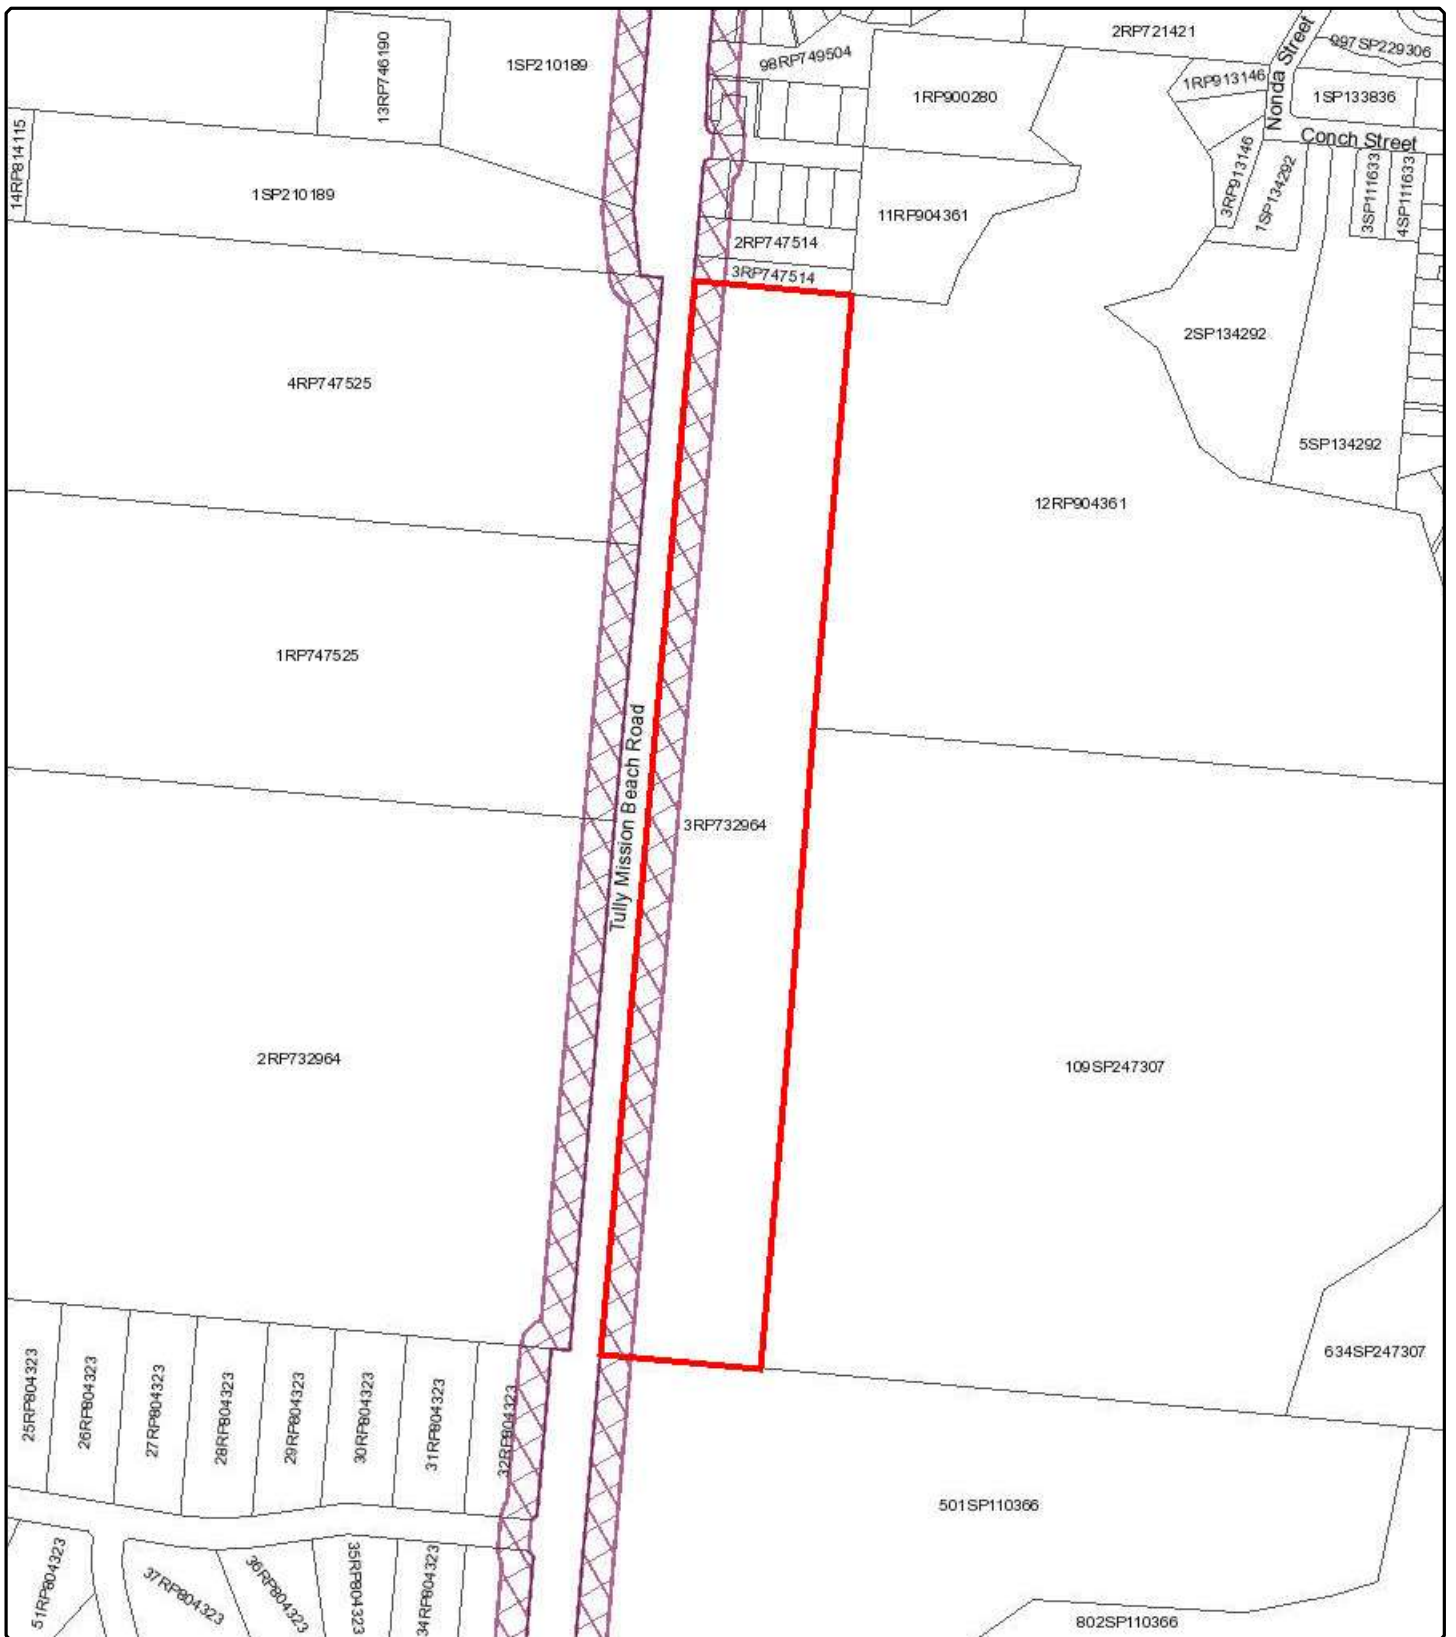 2RP721421
997SP229306
13RP746190
1SP210189
98RP749504
1RP900280
1RP913146
Nonda Street
1SP133836
Conch Street
14RP814115
1SP210189
11RP904361
3RP913146
1SP134292
3SP111633
4SP111633
2RP747514
3RP747514
2SP134292
4RP747525
5SP134292
12RP904361
1RP747525
Tully Mission Beach Road
3RP732964
2RP732964
109SP247307
634SP247307
25RP804323
26RP804323
27RP804323
28RP804323
29RP804323
30RP804323
31RP804323
32RP804323
501SP110366
51RP804323
37RP804323
36RP804323
35RP804323
34RP804323
802SP110366